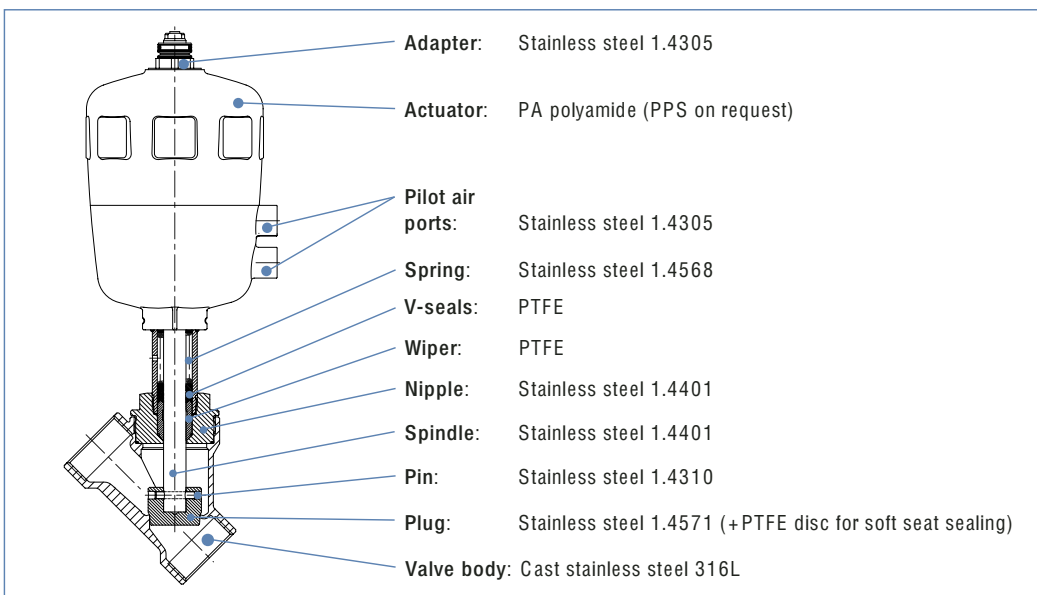 Adapter: Stainless steel 1.4305
Actuator: PA polyamide (PPS on request)
Pilot air
ports: Stainless steel 1.4305
Spring: Stainless steel 1.4568
V-seals: PTFE
Wiper: PTFE
Nipple: Stainless steel 1.4401
Spindle: Stainless steel 1.4401
Pin: Stainless steel 1.4310
Plug: Stainless steel 1.4571 (+PTFE disc for soft seat sealing)
Valve body: Cast stainless steel 316L